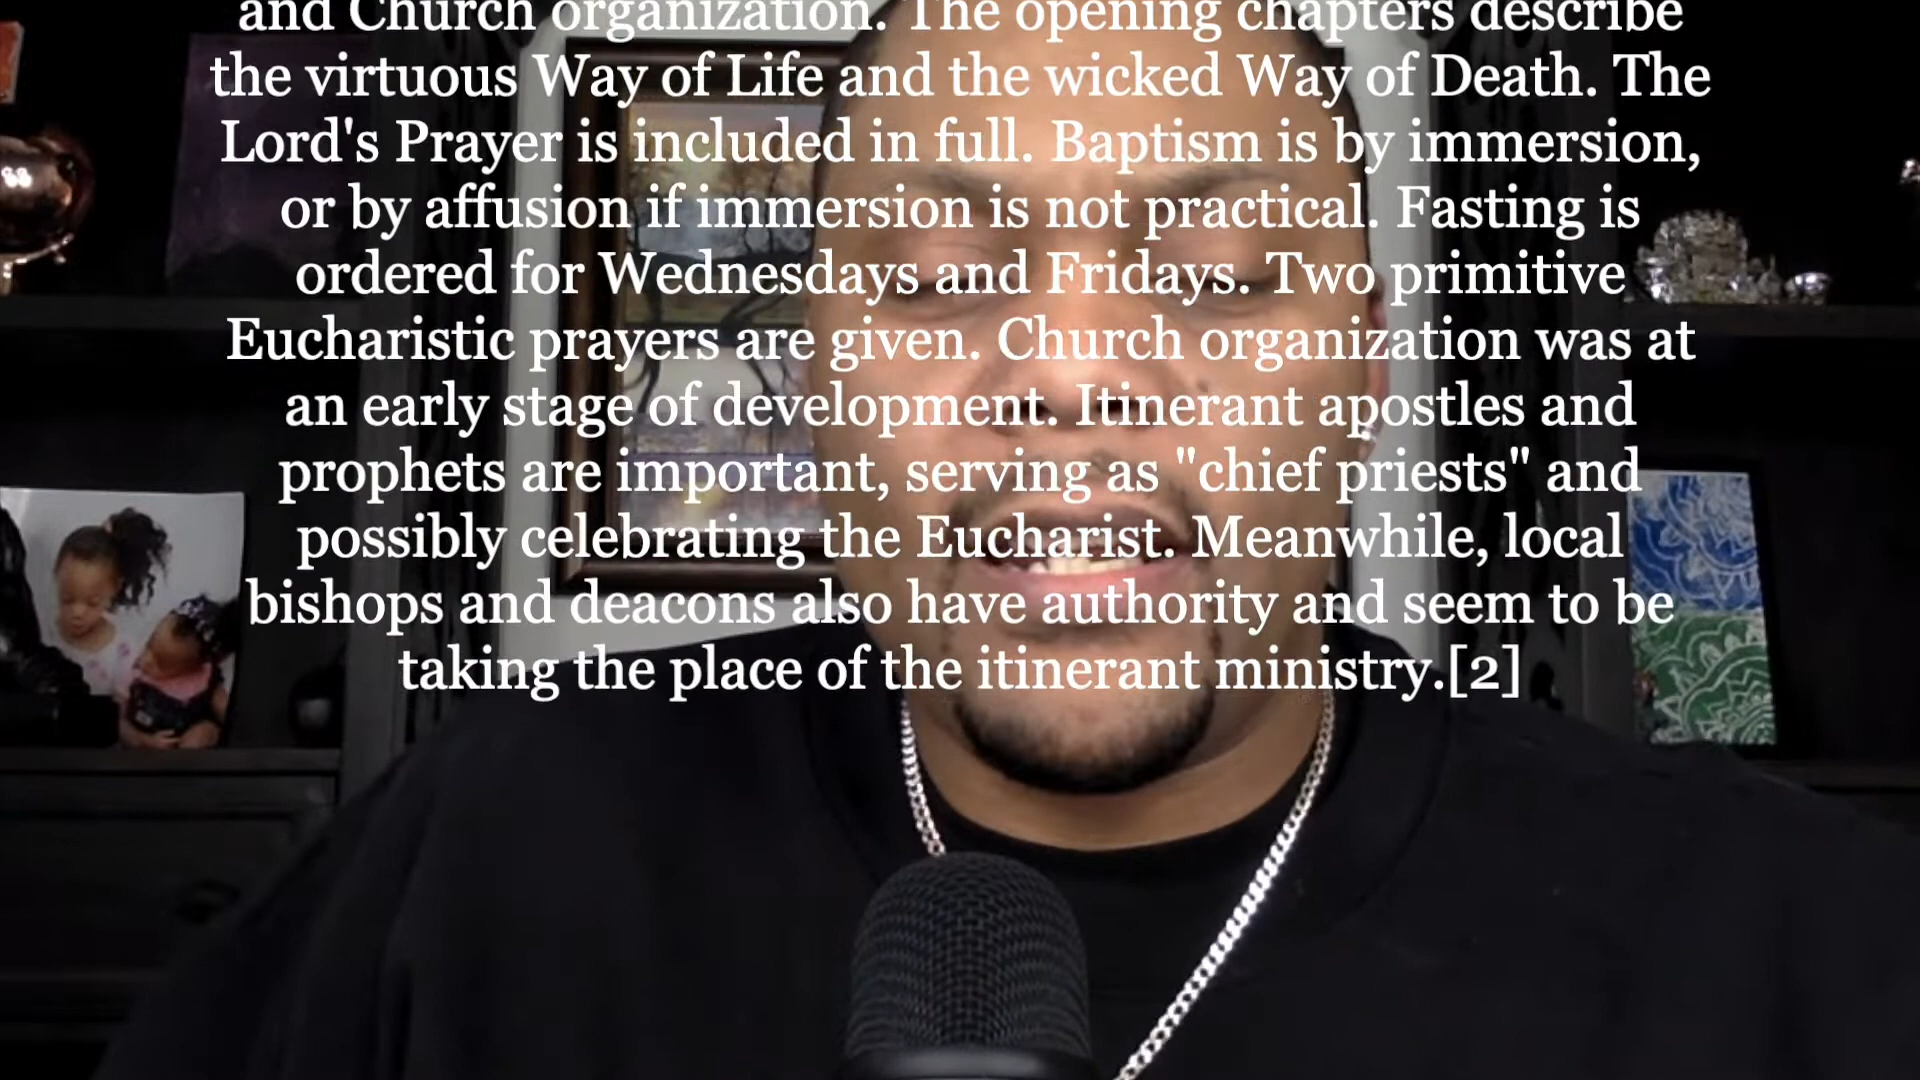 and Church organization. The opening chapters describe
the virtuous Way of Life and the wicked Way of Death. The
Lord's Prayer is included in full. Baptism is by immersion,
or by affusion if immersion is not practical. Fasting is
ordered for Wednesdays and Fridays. Two primitive
Eucharistic prayers are given. Church organization was at
an early stage of development. Itinerant apostles and
prophets are important, serving as "chief priests" and
possibly celebrating the Eucharist. Meanwhile, local
bishops and deacons also have authority and seem to be
taking the place of the itinerant ministry.[2]